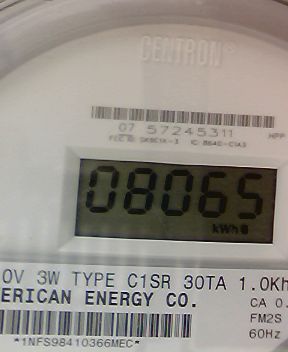 CENTRON®
07 57245311
08065
kWh
0V 3W TYPE C1SR 30TA 1.0Kh
ERICAN ENERGY CO.
CA 0.
FM2S
60Hz
*1NFS98410366MEC*